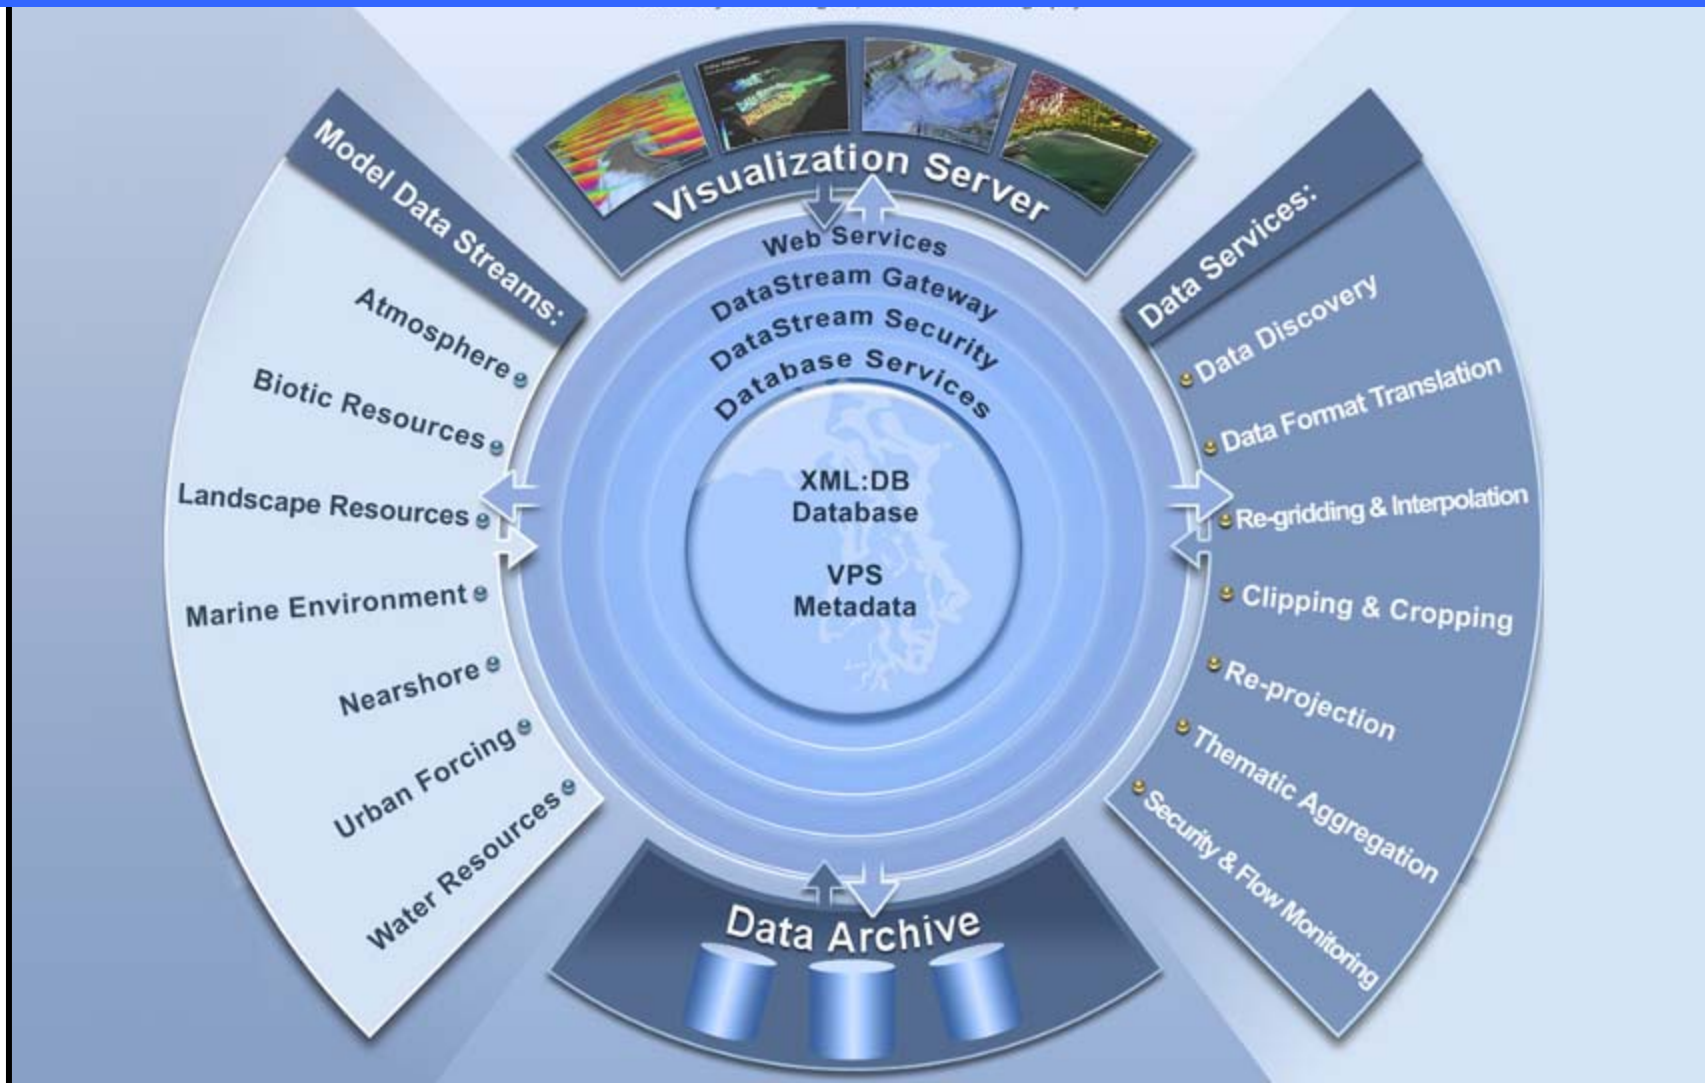 Visualization Server
Web Services
DataStream Gateway
DataStream Security
Database Services
XML:DB
Database
VPS
Metadata
Model Data Streams:
Atmosphere
Biotic Resources
Landscape Resources
Marine Environment
Nearshore
Urban Forcing
Water Resources
Data Services:
Data Discovery
Data Format Translation
Re-gridding & Interpolation
Clipping & Cropping
Re-projection
Thematic Aggregation
Security & Flow Monitoring
Data Archive